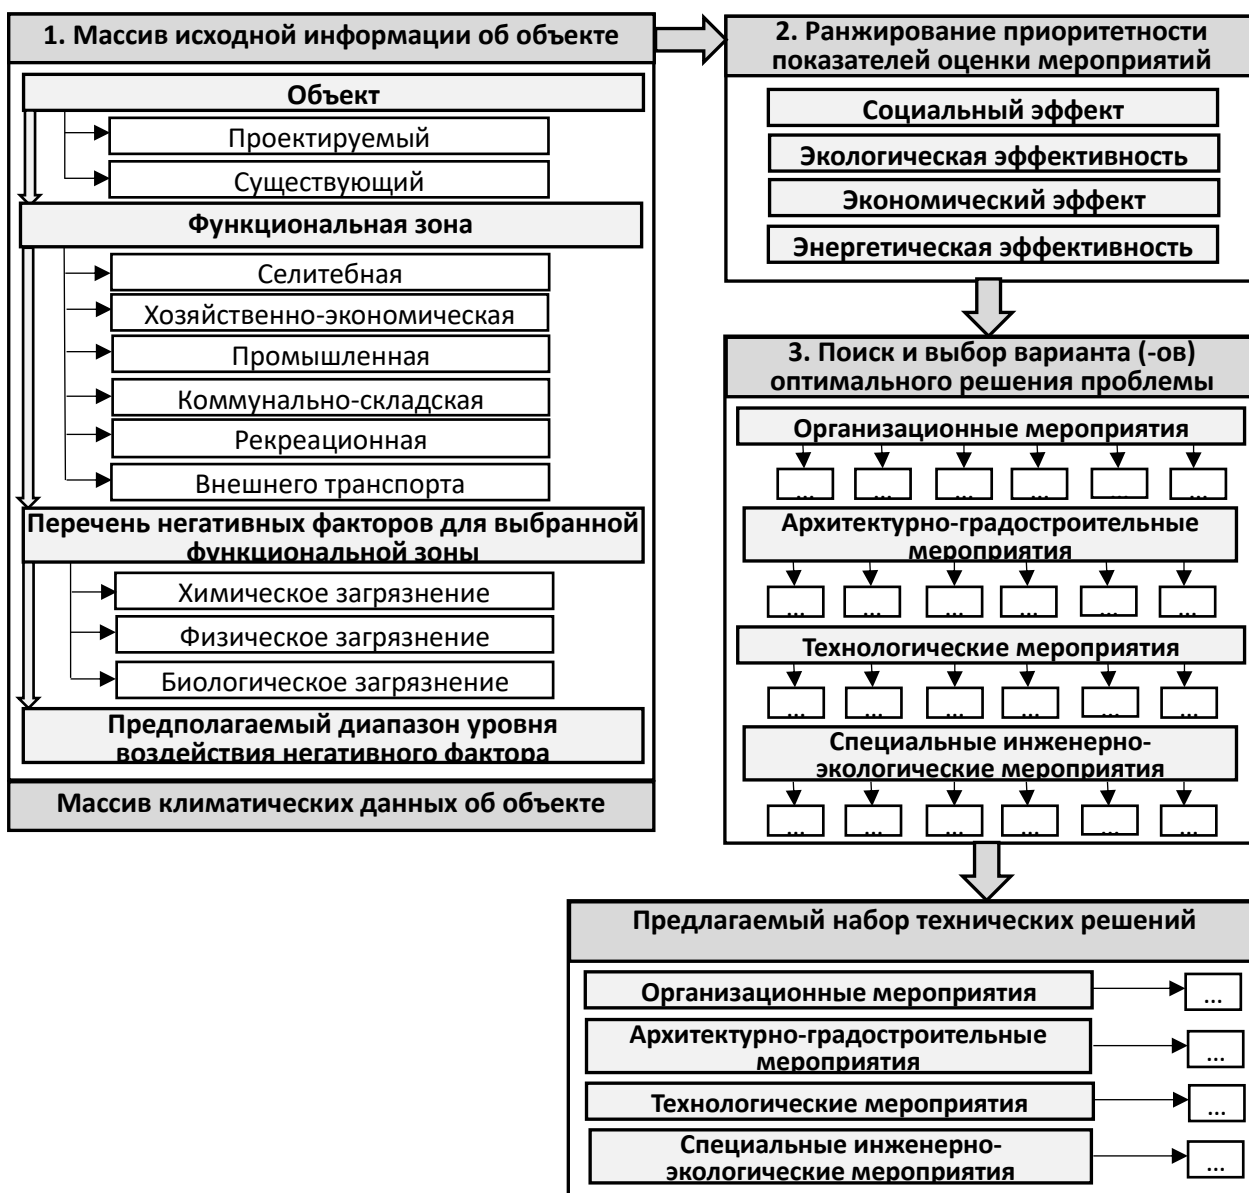 1. Массив исходной информации об объекте
Объект
Проектируемый
Существующий
Функциональная зона
Селитебная
Хозяйственно-экономическая
Промышленная
Коммунально-складская
Рекреационная
Внешнего транспорта
Перечень негативных факторов для выбранной
функциональной зоны
Химическое загрязнение
Физическое загрязнение
Биологическое загрязнение
Предполагаемый диапазон уровня
воздействия негативного фактора
Массив климатических данных об объекте
2. Ранжирование приоритетности
показателей оценки мероприятий
Социальный эффект
Экологическая эффективность
Экономический эффект
Энергетическая эффективность
3. Поиск и выбор варианта (-ов)
оптимального решения проблемы
Организационные мероприятия
... ... ... ... ... ...
Архитектурно-градостроительные
мероприятия
... ... ... ... ... ...
Технологические мероприятия
... ... ... ... ... ...
Специальные инженерно-
экологические мероприятия
... ... ... ... ... ...
Предлагаемый набор технических решений
Организационные мероприятия
...
Архитектурно-градостроительные
мероприятия
...
Технологические мероприятия
...
Специальные инженерно-
экологические мероприятия
...